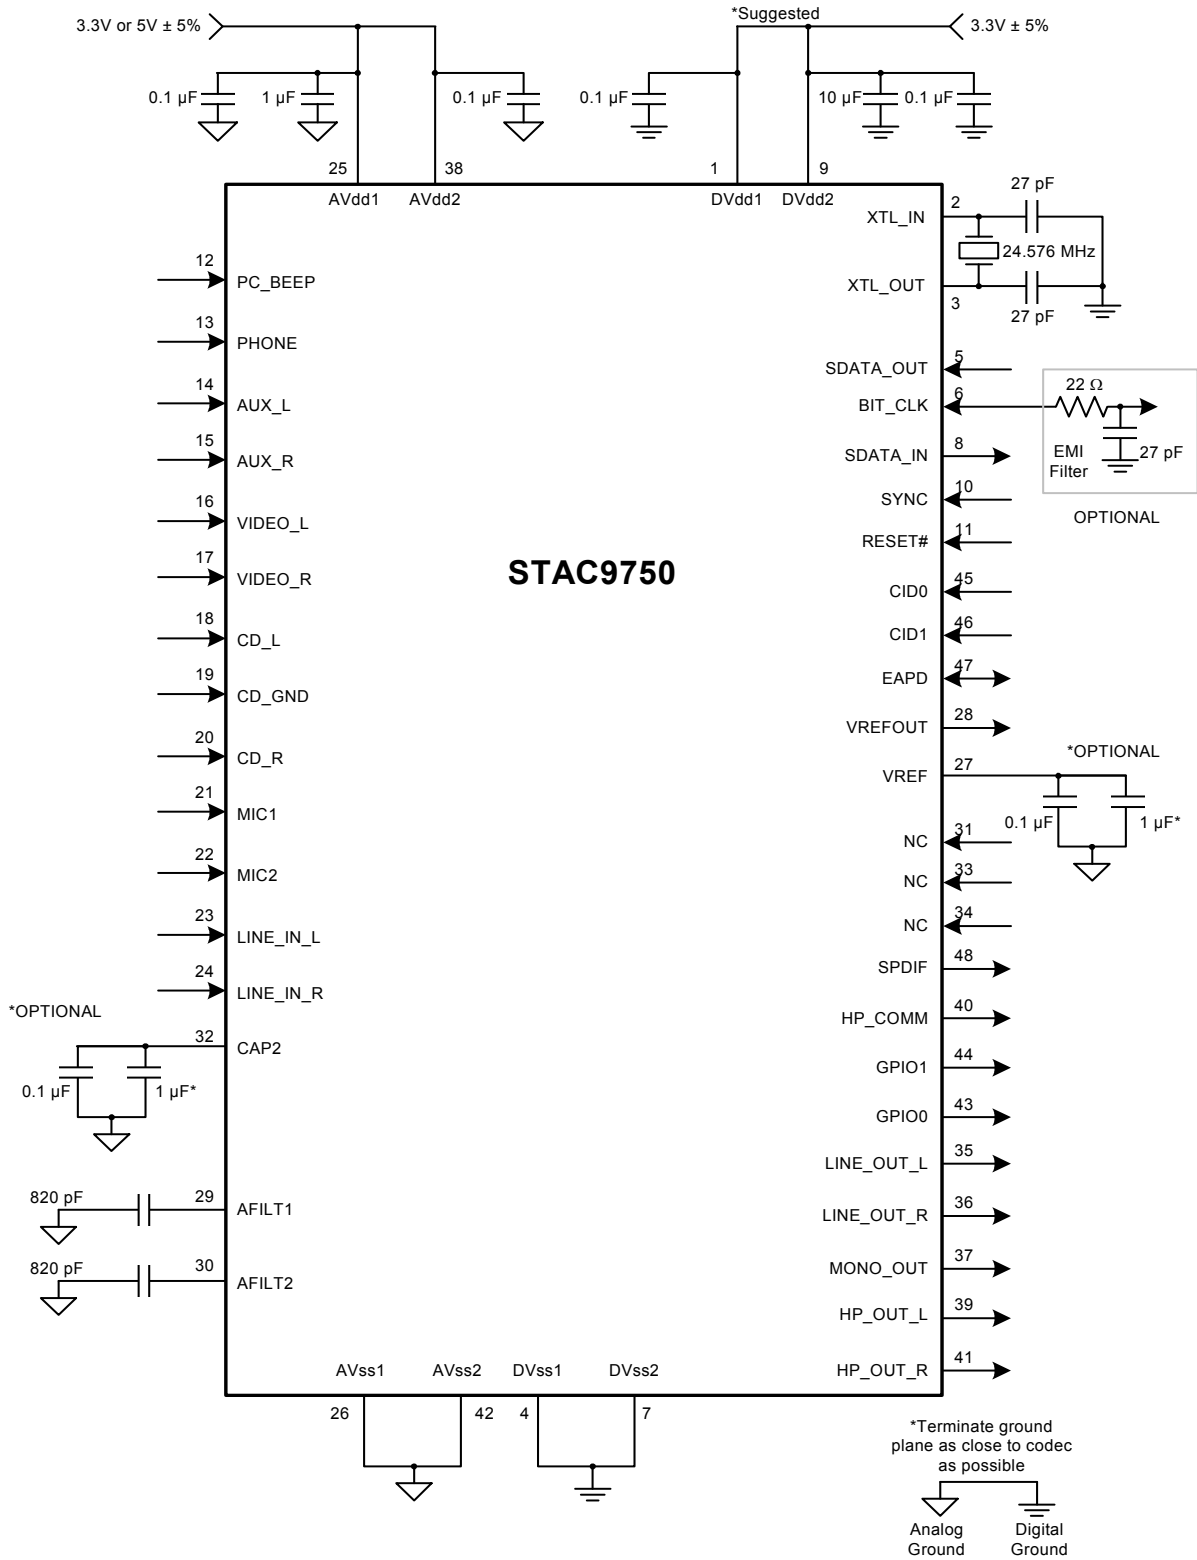 *Suggested
3.3V or 5V ± 5%
3.3V ± 5%
0.1 µF
1 µF
0.1 µF
0.1 µF
10 µF
0.1 µF
25
38
1
9
AVdd1
AVdd2
DVdd1
DVdd2
27 pF
2
XTL_IN
24.576 MHz
XTL_OUT
3
27 pF
12
PC_BEEP
13
PHONE
14
AUX_L
15
AUX_R
16
VIDEO_L
17
VIDEO_R
18
CD_L
19
CD_GND
20
CD_R
21
MIC1
22
MIC2
23
LINE_IN_L
24
LINE_IN_R
*OPTIONAL
32
CAP2
0.1 µF
1 µF*
820 pF
29
AFILT1
820 pF
30
AFILT2
STAC9750
5
SDATA_OUT
6
BIT_CLK
22 Ω
EMI
Filter
27 pF
OPTIONAL
8
SDATA_IN
10
SYNC
11
RESET#
45
CID0
46
CID1
47
EAPD
28
VREFOUT
*OPTIONAL
27
VREF
0.1 µF
1 µF*
31
NC
33
NC
34
NC
48
SPDIF
40
HP_COMM
44
GPIO1
43
GPIO0
35
LINE_OUT_L
36
LINE_OUT_R
37
MONO_OUT
39
HP_OUT_L
41
HP_OUT_R
AVss1
AVss2
DVss1
DVss2
26
42
4
7
*Terminate ground
plane as close to codec
as possible
Analog
Ground
Digital
Ground